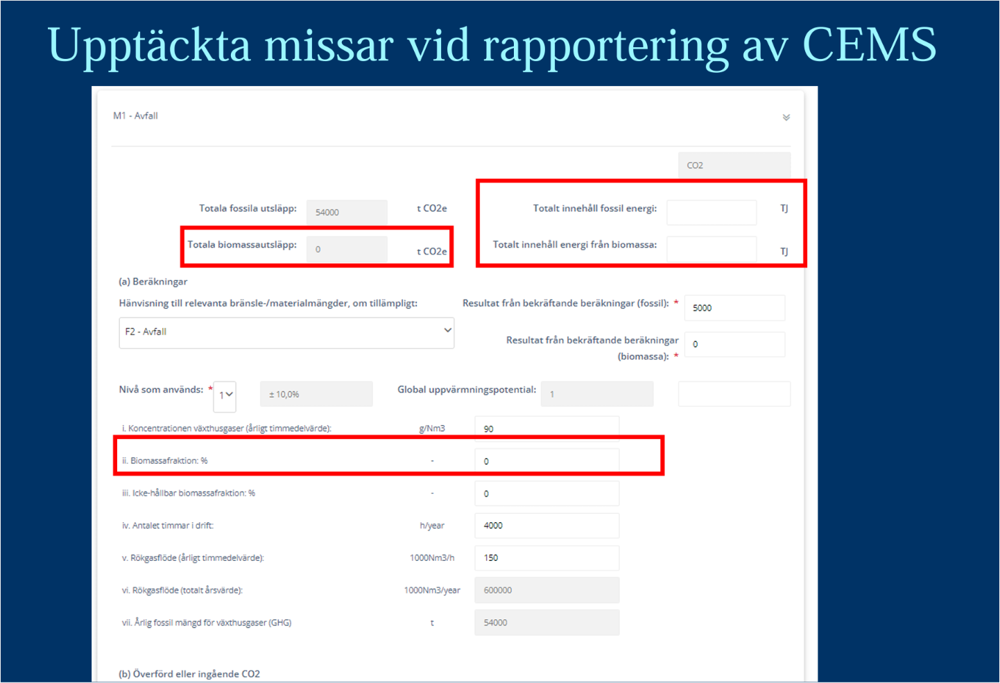 Upptäckta missar vid rapportering av CEMS
M1 - Avfall
CO2
Totala fossila utsläpp: 54000 t CO2e Totalt innehåll fossil energi: TJ
Totala biomassautsläpp: 0 t CO2e Totalt innehåll energi från biomassa: TJ
(a) Beräkningar
Hänvisning till relevanta bränsle-/materialmängder, om tillämpligt: Resultat från bekräftande beräkningar (fossil): * 5000
F2 - Avfall
Resultat från bekräftande beräkningar
(biomassa): * 0
Nivå som används: * 1 ± 10,0% Global uppvärmningspotential: 1
i. Koncentrationen växthusgaser (årligt timmedelvärde): g/Nm3 90
ii. Biomassafraktion: % - 0
iii. Icke-hållbar biomassafraktion: % - 0
iv. Antalet timmar i drift: h/year 4000
v. Rökgasflöde (årligt timmedelvärde): 1000Nm3/h 150
vi. Rökgasflöde (totalt årsvärde): 1000Nm3/year 600000
vii. Årlig fossil mängd för växthusgaser (GHG) t 54000
(b) Överförd eller ingående CO2